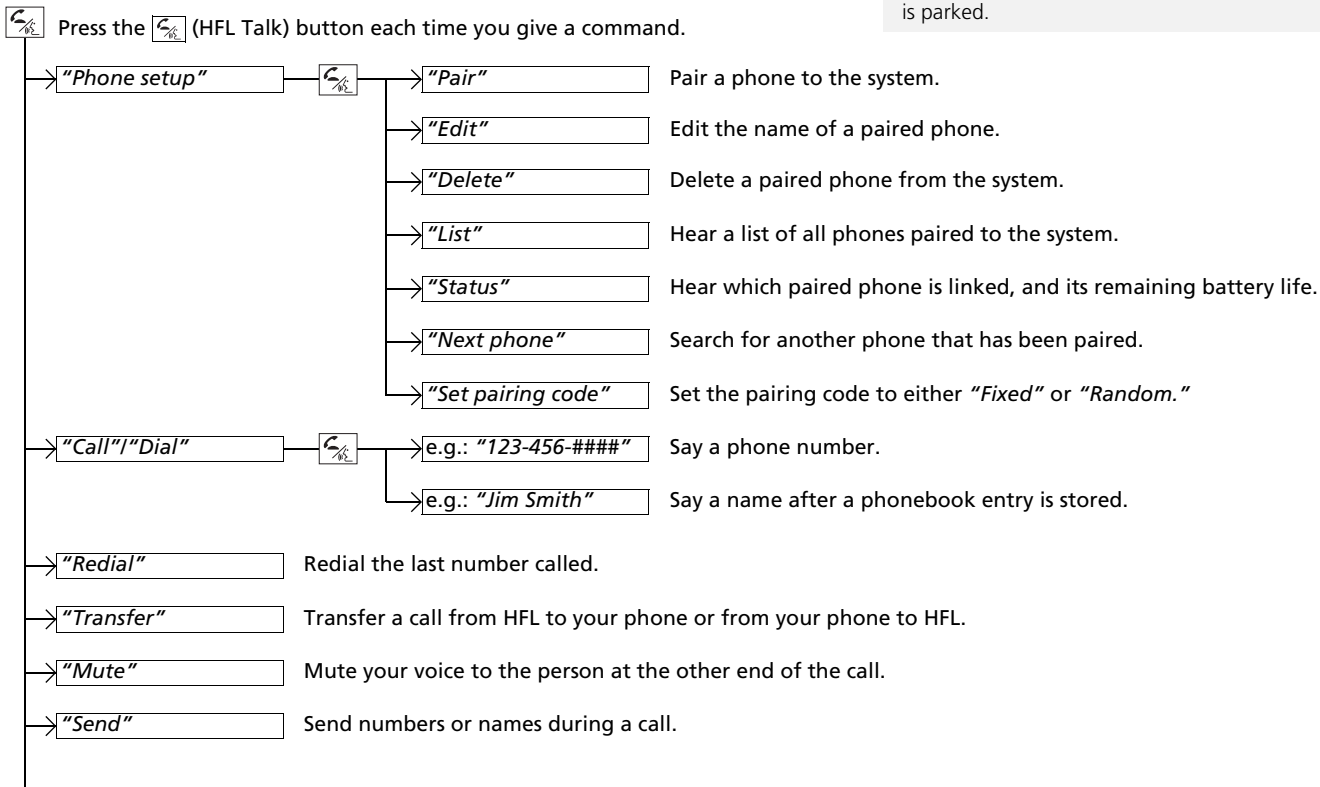 is parked.
Press the (HFL Talk) button each time you give a command.
"Phone setup"
"Pair" Pair a phone to the system.
"Edit" Edit the name of a paired phone.
"Delete" Delete a paired phone from the system.
"List" Hear a list of all phones paired to the system.
"Status" Hear which paired phone is linked, and its remaining battery life.
"Next phone" Search for another phone that has been paired.
"Set pairing code" Set the pairing code to either "Fixed" or "Random."
"Call"/"Dial"
e.g.: "123-456-####" Say a phone number.
e.g.: "Jim Smith" Say a name after a phonebook entry is stored.
"Redial" Redial the last number called.
"Transfer" Transfer a call from HFL to your phone or from your phone to HFL.
"Mute" Mute your voice to the person at the other end of the call.
"Send" Send numbers or names during a call.